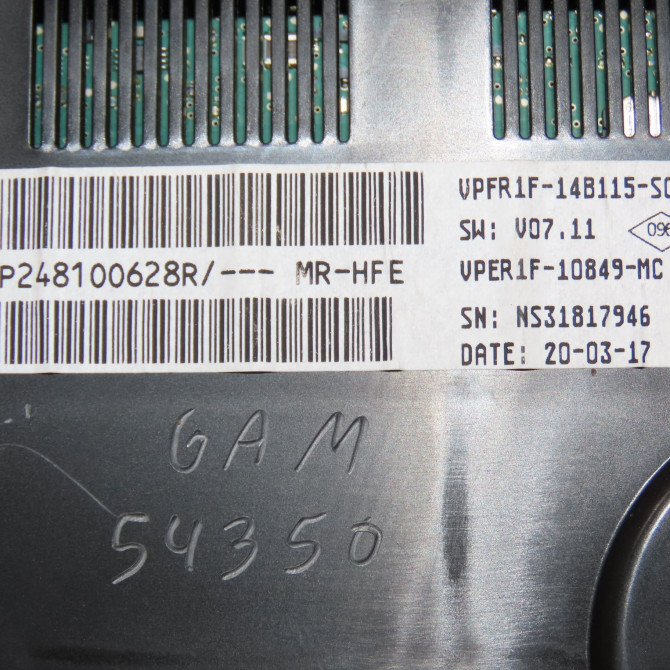 VPFR1F-14B115-SC
SW: V07.11
096
P248100628R/--- MR-HFE
VPER1F-10849-MC
SN: NS31817946
DATE: 20-03-17
GAM
54350